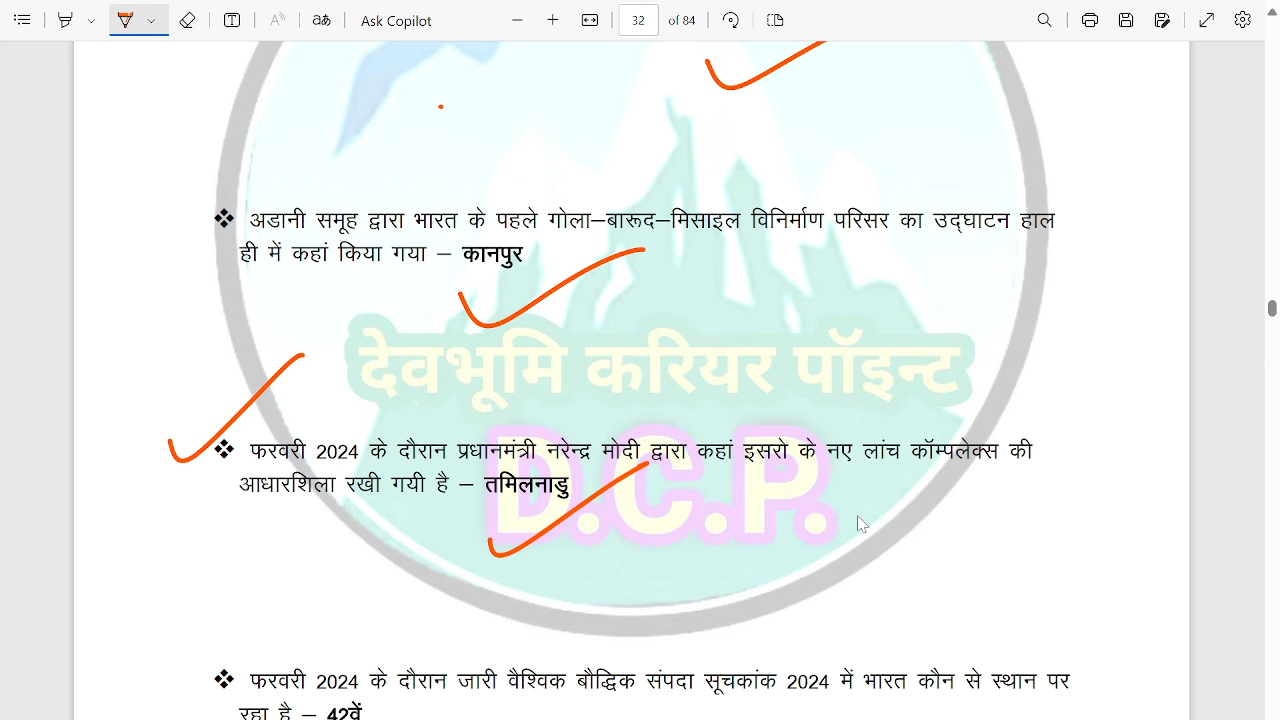 Ask Copilot
32 of 84
❖ अडानी समूह द्वारा भारत के पहले गोला–बारूद–मिसाइल विनिर्माण परिसर का उद्घाटन हाल
ही में कहां किया गया – कानपुर
देवभूमि करियर पॉइन्ट
❖ फरवरी 2024 के दौरान प्रधानमंत्री नरेन्द्र मोदी द्वारा कहां इसरो के नए लांच कॉम्पलेक्स की
आधारशिला रखी गयी है – तमिलनाडु
D.C.P.
❖ फरवरी 2024 के दौरान जारी वैश्विक बौद्धिक संपदा सूचकांक 2024 में भारत कौन से स्थान पर
रहा है – 42वें